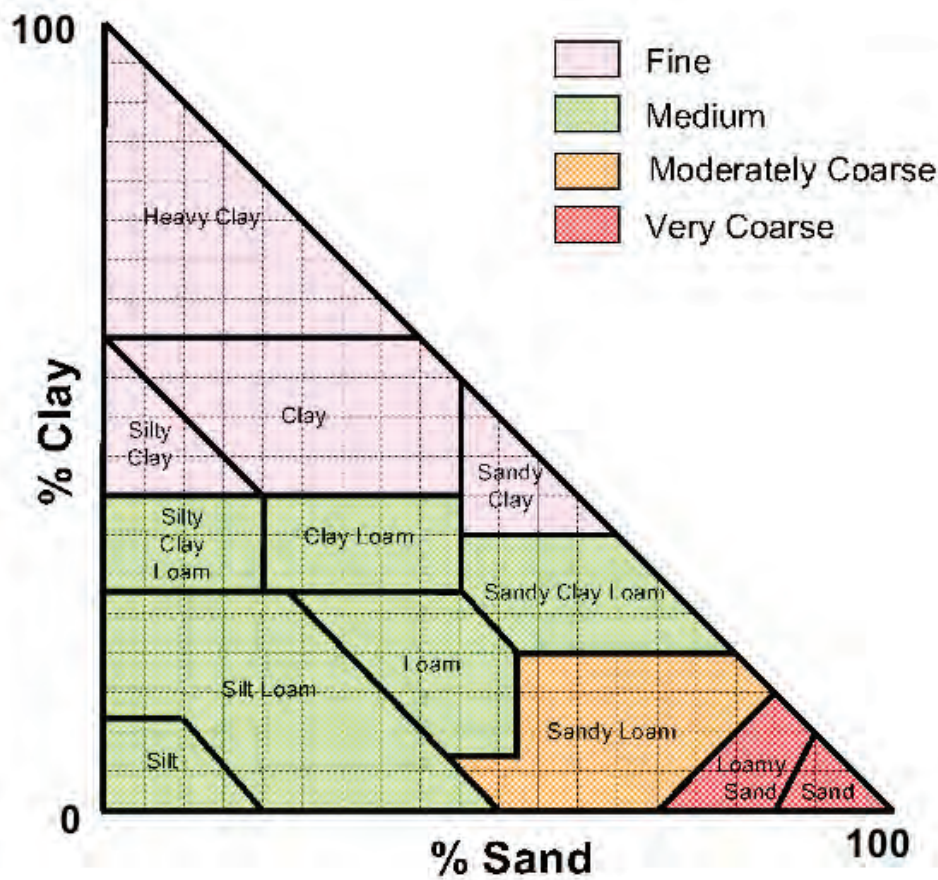 100
Fine
Medium
Moderately Coarse
Very Coarse
Heavy Clay
% Clay
Clay
Silty
Clay
Sandy
Clay
Silty
Clay
Loam
Clay Loam
Sandy Clay Loam
Loam
Silt Loam
Sandy Loam
Silt
Loamy
Sand
Sand
0
% Sand
100